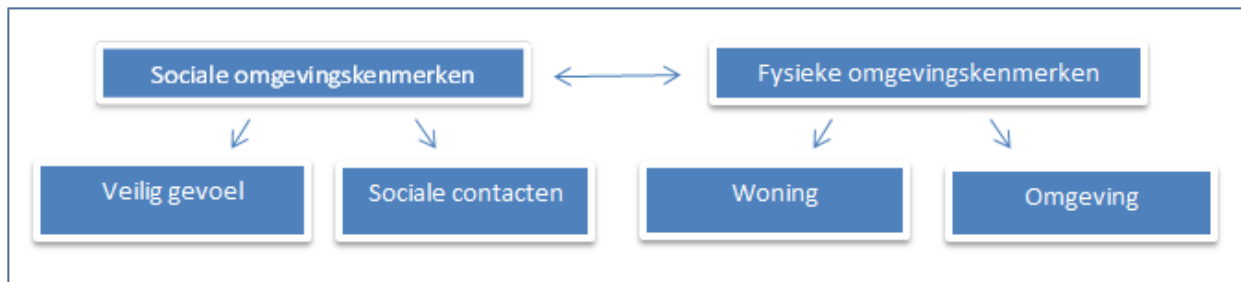 Sociale omgevingskenmerken
Fysieke omgevingskenmerken
Veilig gevoel
Sociale contacten
Woning
Omgeving